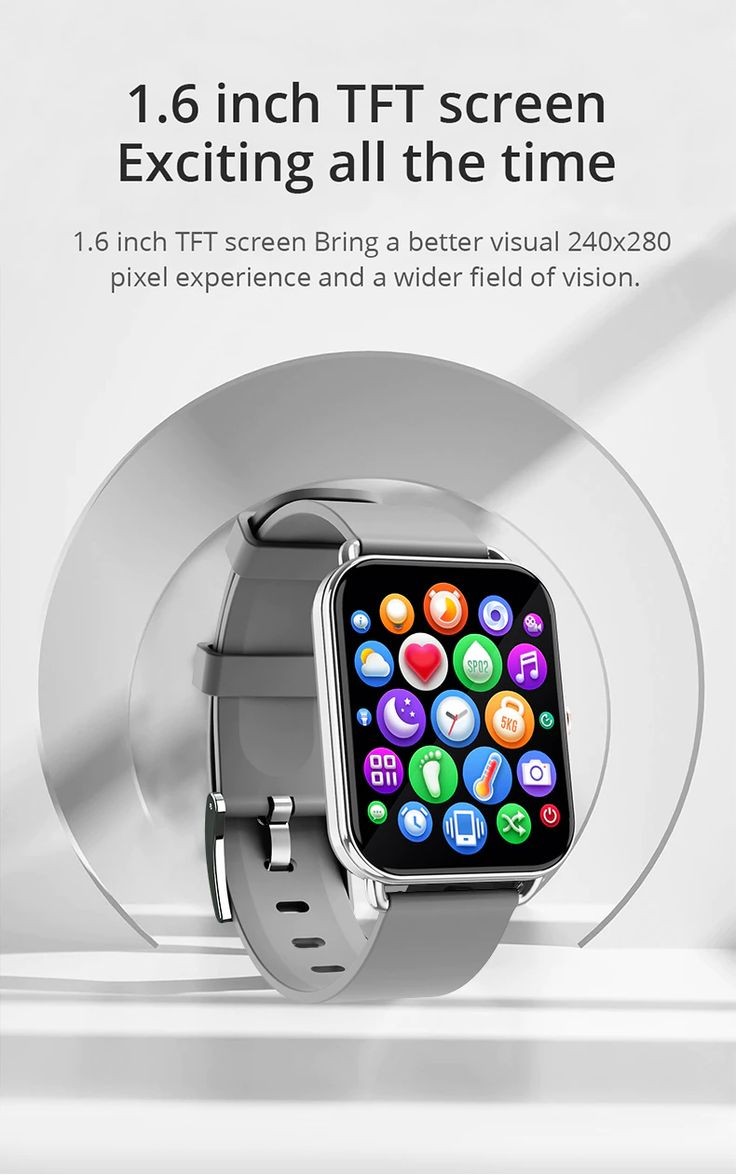 1.6 inch TFT screen
Exciting all the time
1.6 inch TFT screen Bring a better visual 240x280
pixel experience and a wider field of vision.
SPO2
5KG